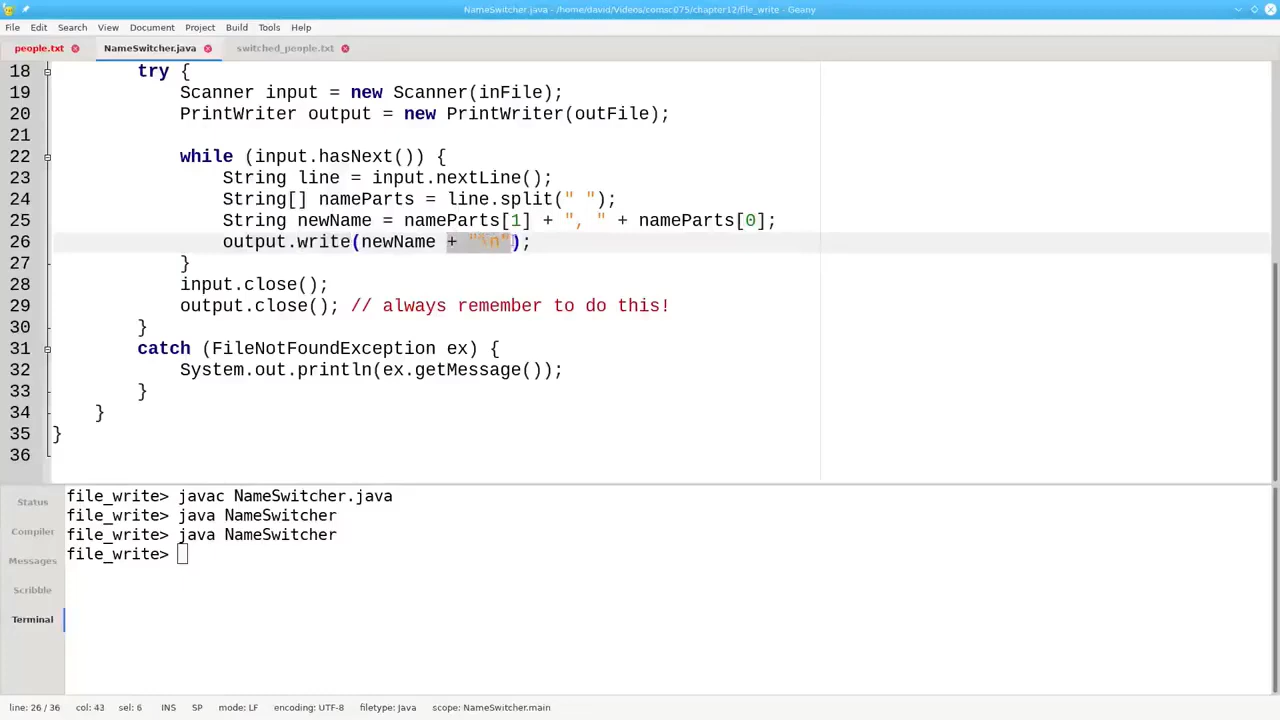 NameSwitcher.java - /home/david/Videos/comsc075/chapter12/file_write - Geany
File Edit Search View Document Project Build Tools Help
people.txt NameSwitcher.java switched_people.txt
18 try {
19 Scanner input = new Scanner(inFile);
20 PrintWriter output = new PrintWriter(outFile);
21
22 while (input.hasNext()) {
23 String line = input.nextLine();
24 String[] nameParts = line.split(" ");
25 String newName = nameParts[1] + ", " + nameParts[0];
26 output.write(newName + "\n");
27 }
28 input.close();
29 output.close(); // always remember to do this!
30 }
31 catch (FileNotFoundException ex) {
32 System.out.println(ex.getMessage());
33 }
34 }
35 }
36
Status
Compiler
Messages
Scribble
Terminal
file_write> javac NameSwitcher.java
file_write> java NameSwitcher
file_write> java NameSwitcher
file_write>
line: 26 / 36 col: 43 sel: 6 INS SP mode: LF encoding: UTF-8 filetype: Java scope: NameSwitcher.main